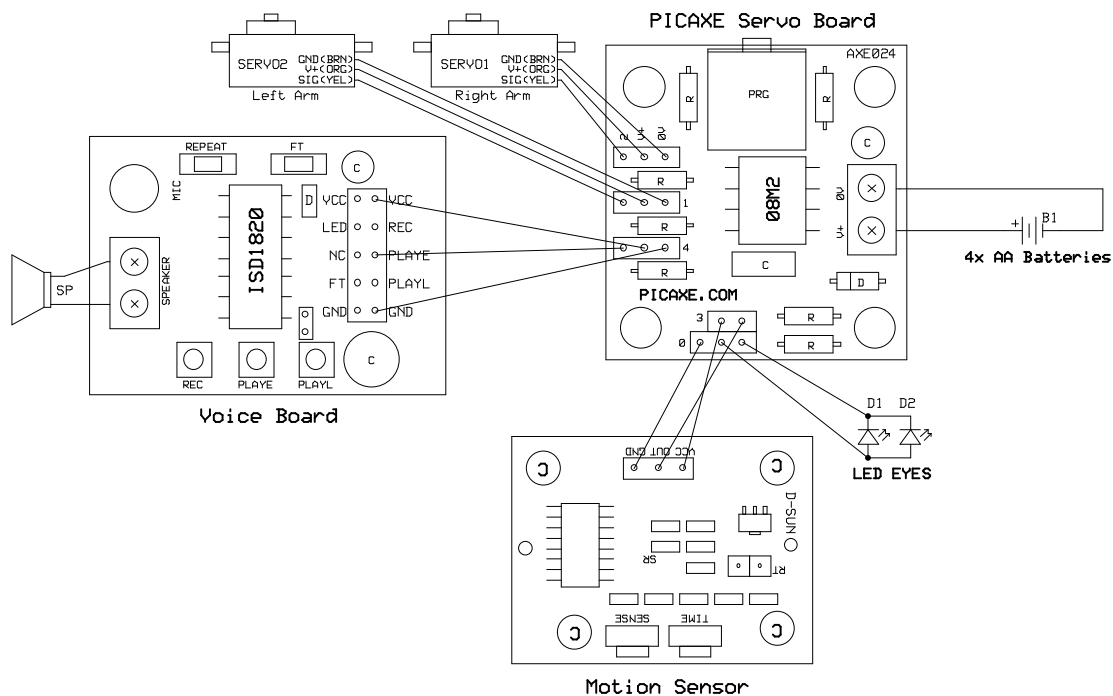 PICAXE Servo Board
SERVO2
GND(BRN)
V+(ORG)
SIG(YEL)
Left Arm
SERVO1
GND(BRN)
V+(ORG)
SIG(YEL)
Right Arm
AXE024
R
PRG
R
C
2 V+ 0V
R
1
R
4
R
08M2
C
0V
V+
D
PICAXE.COM
3
0
R
R
+
B1
4x AA Batteries
REPEAT
FT
C
MIC
ISD1820
D
VCC VCC
LED REC
NC PLAYE
FT PLAYL
GND GND
SP
SPEAKER
REC
PLAYE
PLAYL
C
Voice Board
D1 D2
LED EYES
VCC OUT GND
C
C
D-SUN
SR
RT
SENSE
TIME
C
C
Motion Sensor